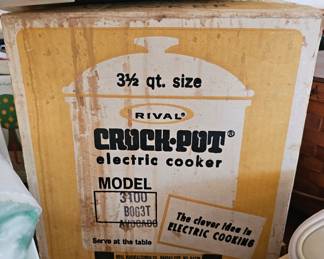 3½ qt. size
RIVAL®
CROCK•POT®
electric cooker
MODEL
3100
BOG3T
AVOCADO
The clever idea in
ELECTRIC COOKING
Serve at the table